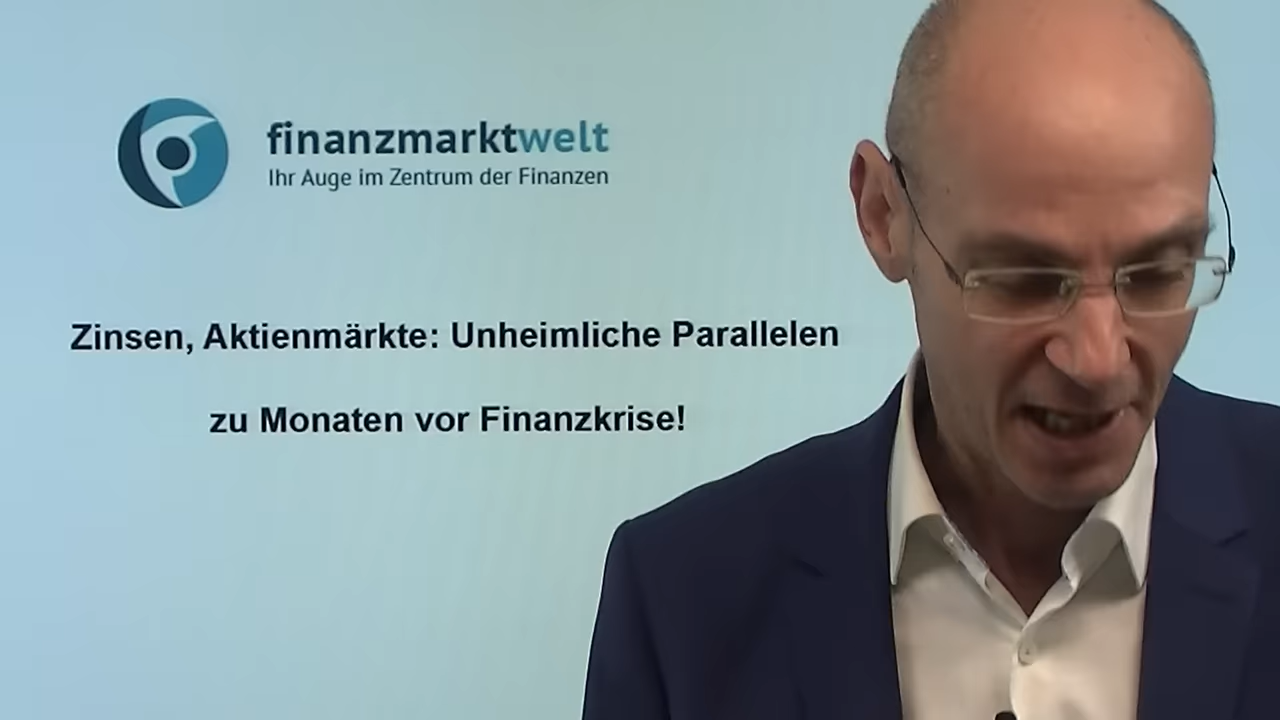 finanzmarktwelt
Ihr Auge im Zentrum der Finanzen
Zinsen, Aktienmärkte: Unheimliche Parallelen
zu Monaten vor Finanzkrise!